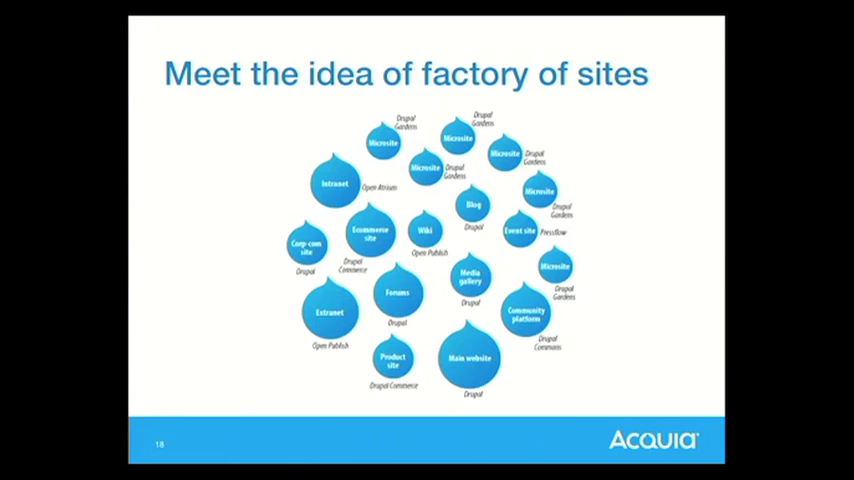 Meet the idea of factory of sites
Drupal
Gardens
Microsite
Drupal
Gardens
Microsite
Microsite
Drupal
Gardens
Microsite
Drupal
Gardens
Intranet
Open Atrium
Microsite
Drupal
Gardens
Blog
Drupal
Corp-com
site
Drupal
Ecommerce
site
Drupal
Commerce
Wiki
Open Publish
Event site
Pressflow
Microsite
Drupal
Gardens
Media
gallery
Drupal
Forums
Drupal
Extranet
Open Publish
Community
platform
Drupal
Commons
Product
site
Drupal Commerce
Main website
Drupal
18
ACQUIA